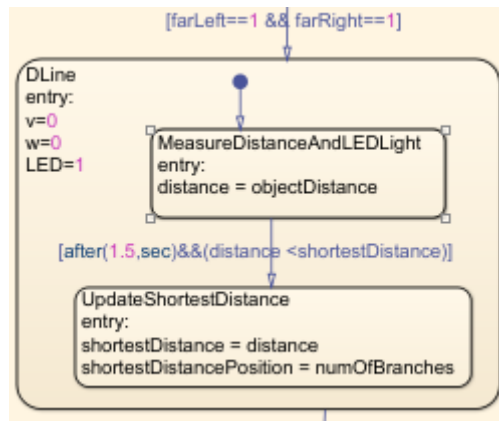 [farLeft==1 && farRight==1]
DLine
entry:
v=0
w=0
LED=1
MeasureDistanceAndLEDLight
entry:
distance = objectDistance
[after(1.5,sec)&&(distance <shortestDistance)]
UpdateShortestDistance
entry:
shortestDistance = distance
shortestDistancePosition = numOfBranches